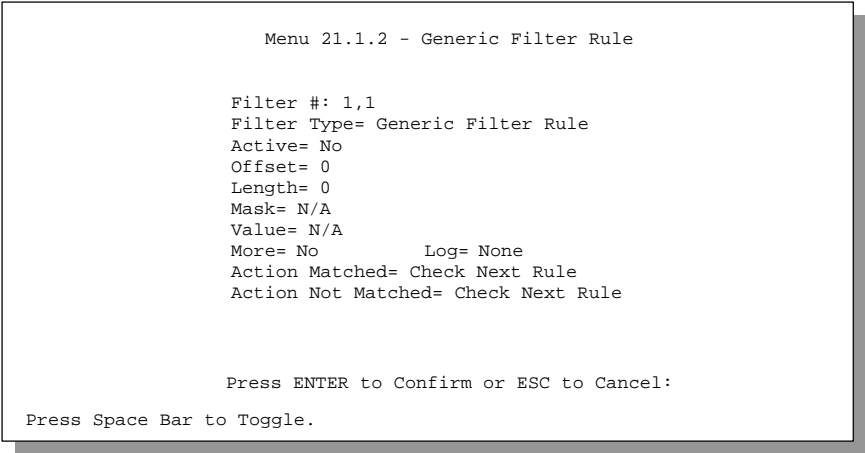 Menu 21.1.2 - Generic Filter Rule
Filter #: 1,1
Filter Type= Generic Filter Rule
Active= No
Offset= 0
Length= 0
Mask= N/A
Value= N/A
More= No Log= None
Action Matched= Check Next Rule
Action Not Matched= Check Next Rule
Press ENTER to Confirm or ESC to Cancel:
Press Space Bar to Toggle.